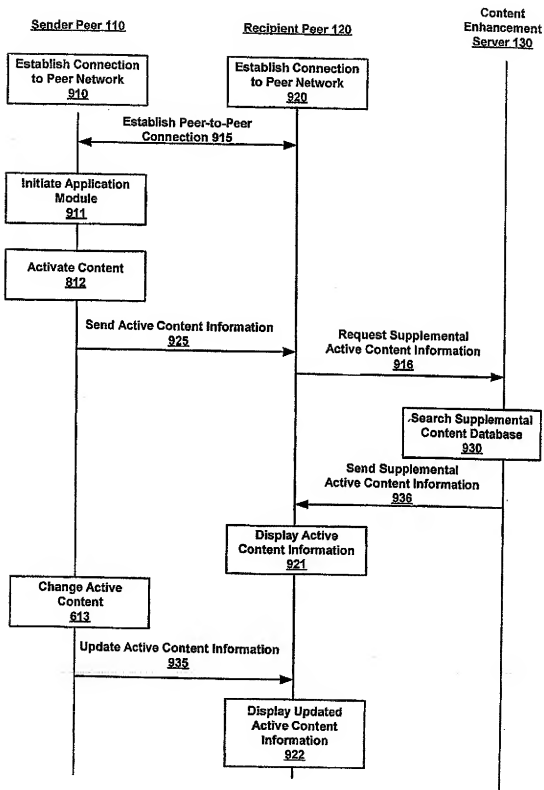 Sender Peer 110
Recipient Peer 120
Content
Enhancement
Server 130
Establish Connection
to Peer Network
910
Establish Connection
to Peer Network
920
Establish Peer-to-Peer
Connection 915
Initiate Application
Module
911
Activate Content
812
Send Active Content Information
925
Request Supplemental
Active Content Information
916
Search Supplemental
Content Database
930
Send Supplemental
Active Content Information
936
Display Active
Content Information
921
Change Active
Content
613
Update Active Content Information
935
Display Updated
Active Content
Information
922